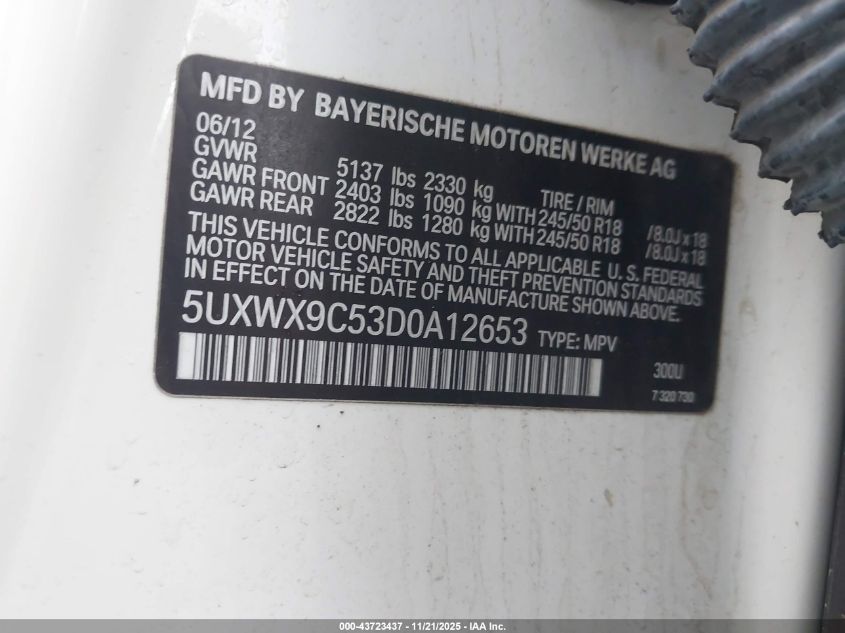 MFD BY BAYERISCHE MOTOREN WERKE AG
06/12
GVWR 5137 lbs 2330 kg TIRE / RIM
GAWR FRONT 2403 lbs 1090 kg WITH 245/50 R18 /8.0J x 18
GAWR REAR 2822 lbs 1280 kg WITH 245/50 R18 /8.0J x 18
THIS VEHICLE CONFORMS TO ALL APPLICABLE U.S. FEDERAL
MOTOR VEHICLE SAFETY AND THEFT PREVENTION STANDARDS
IN EFFECT ON THE DATE OF MANUFACTURE SHOWN ABOVE.
5UXWX9C53D0A12653 TYPE: MPV
300U
7 320 730
000-43723437 - 11/21/2025 - IAA Inc.